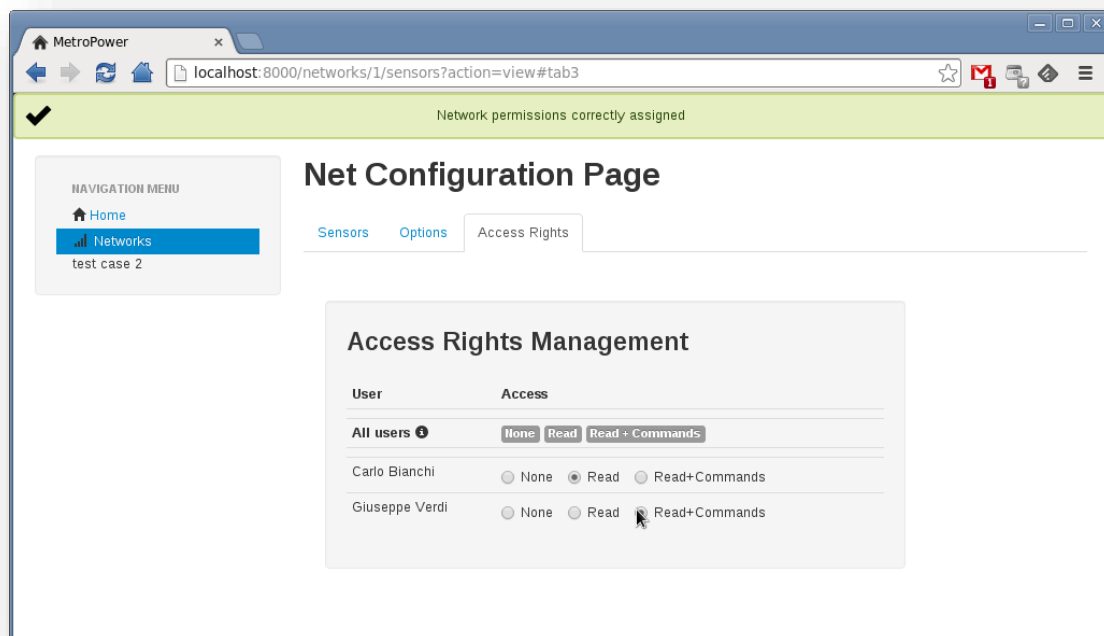 MetroPower
localhost:8000/networks/1/sensors?action=view#tab3
1
?
Network permissions correctly assigned
NAVIGATION MENU
Home
Networks
test case 2
Net Configuration Page
Sensors Options Access Rights
Access Rights Management
User Access
All users None Read Read + Commands
Carlo Bianchi None Read Read+Commands
Giuseppe Verdi None Read Read+Commands